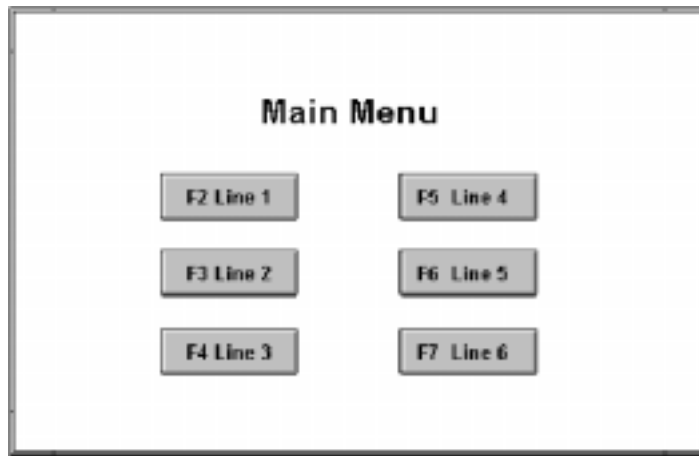 Main Menu
F2 Line 1
F5 Line 4
F3 Line 2
F6 Line 5
F4 Line 3
F7 Line 6